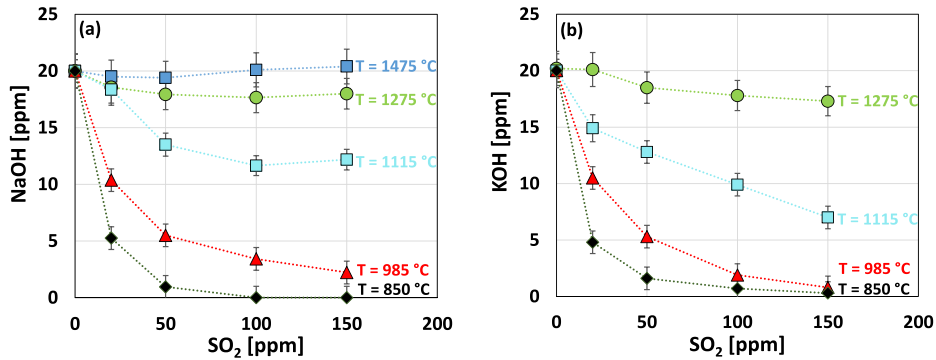 (a)
NaOH [ppm]
25
20
15
10
5
0
T = 1475 °C
T = 1275 °C
T = 1115 °C
T = 985 °C
T = 850 °C
0 50 100 150 200
SO2 [ppm]
(b)
KOH [ppm]
25
20
15
10
5
0
T = 1275 °C
T = 1115 °C
T = 985 °C
T = 850 °C
0 50 100 150 200
SO2 [ppm]